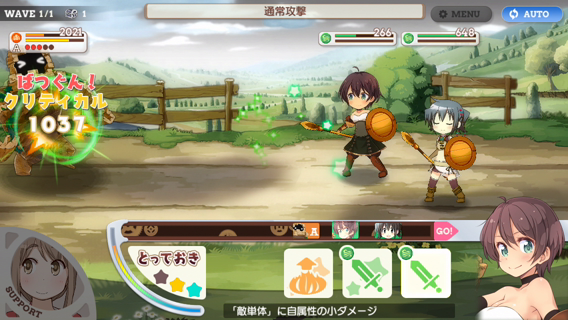 WAVE 1/1 1
通常攻撃
MENU
AUTO
2021
A
266
648
ばつぐん!
クリティカル
1037
A
GO!
とっておき
SUPPORT
「敵単体」に自属性の小ダメージ